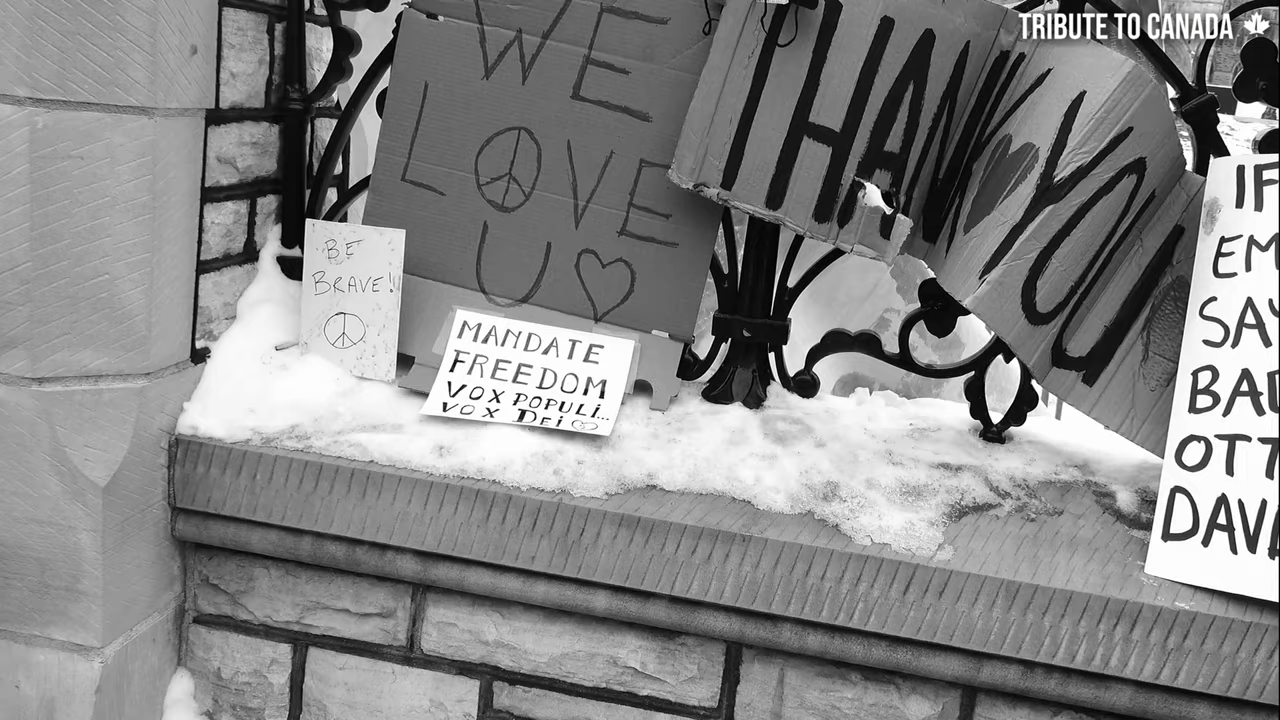 TRIBUTE TO CANADA
WE
LOVE
U
THANK YOU
BE
BRAVE!
MANDATE
FREEDOM
VOX POPULI...
VOX DEi
IF
EM
SAY
BAD
OTT
DAVI